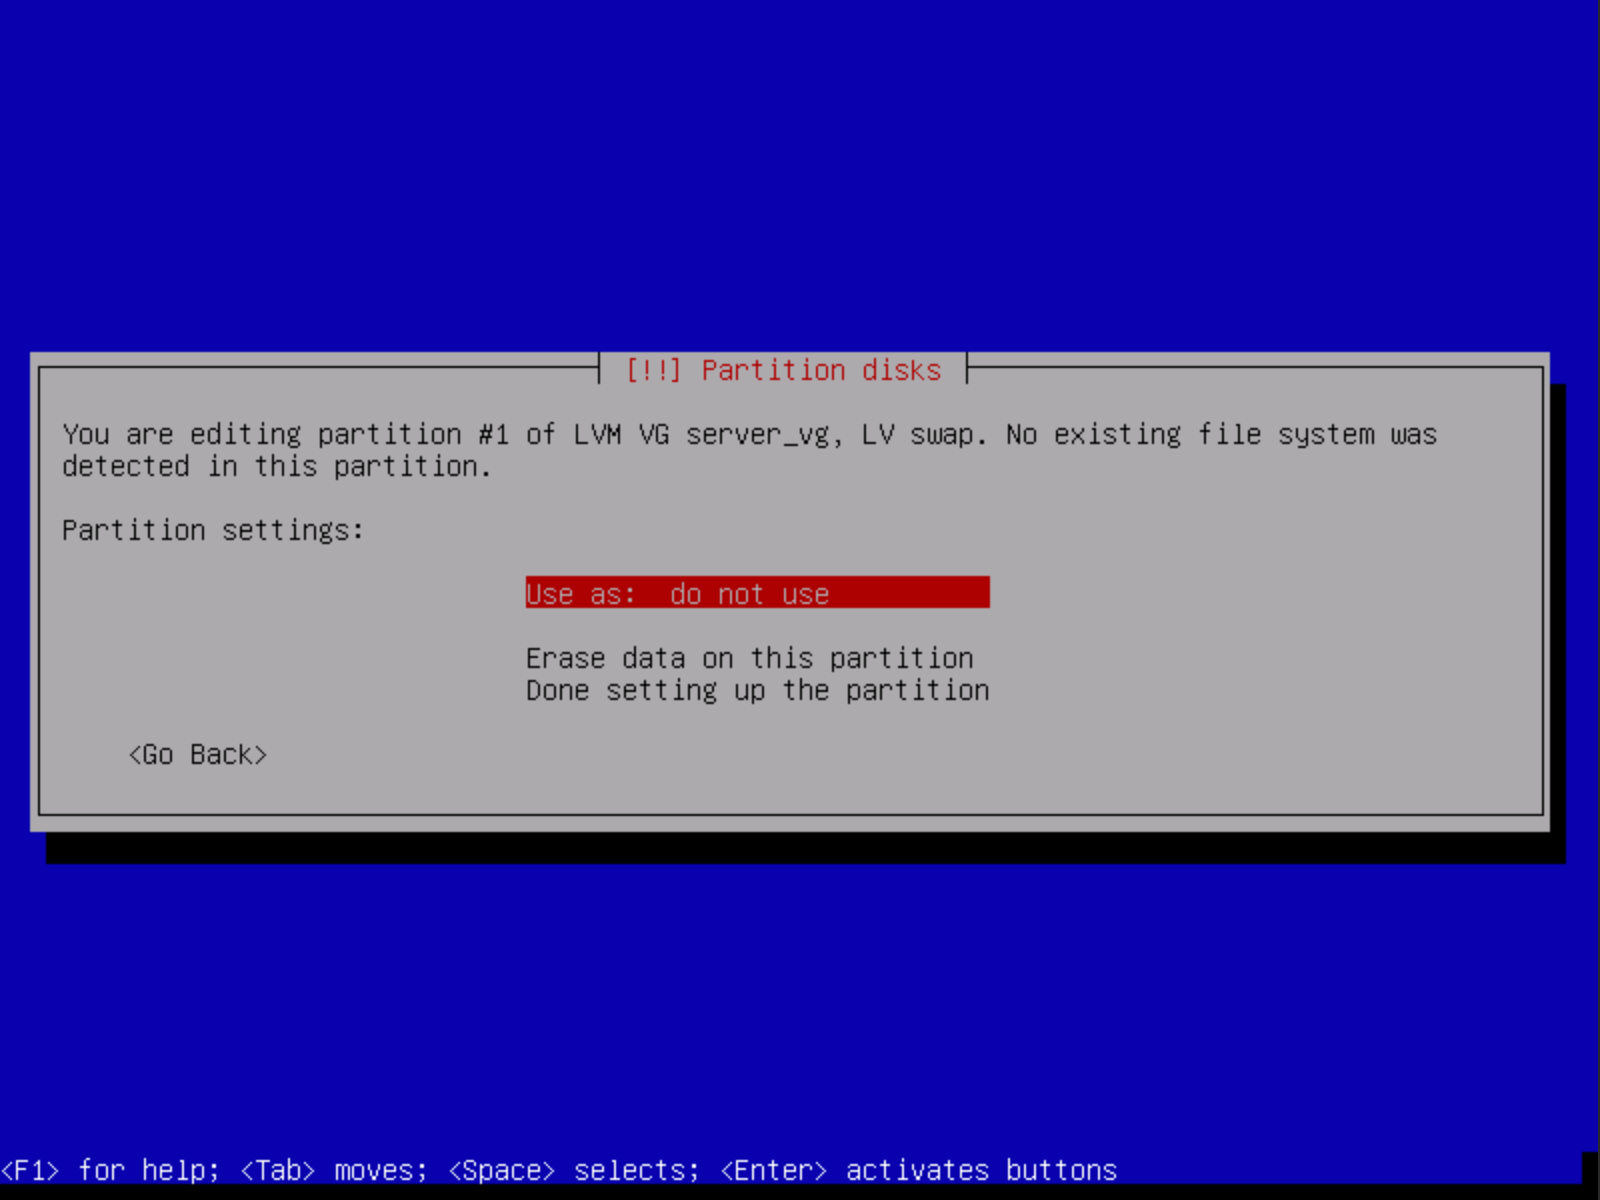 [!!] Partition disks
You are editing partition #1 of LVM VG server_vg, LV swap. No existing file system was
detected in this partition.
Partition settings:
Use as: do not use
Erase data on this partition
Done setting up the partition
<Go Back>
<F1> for help; <Tab> moves; <Space> selects; <Enter> activates buttons